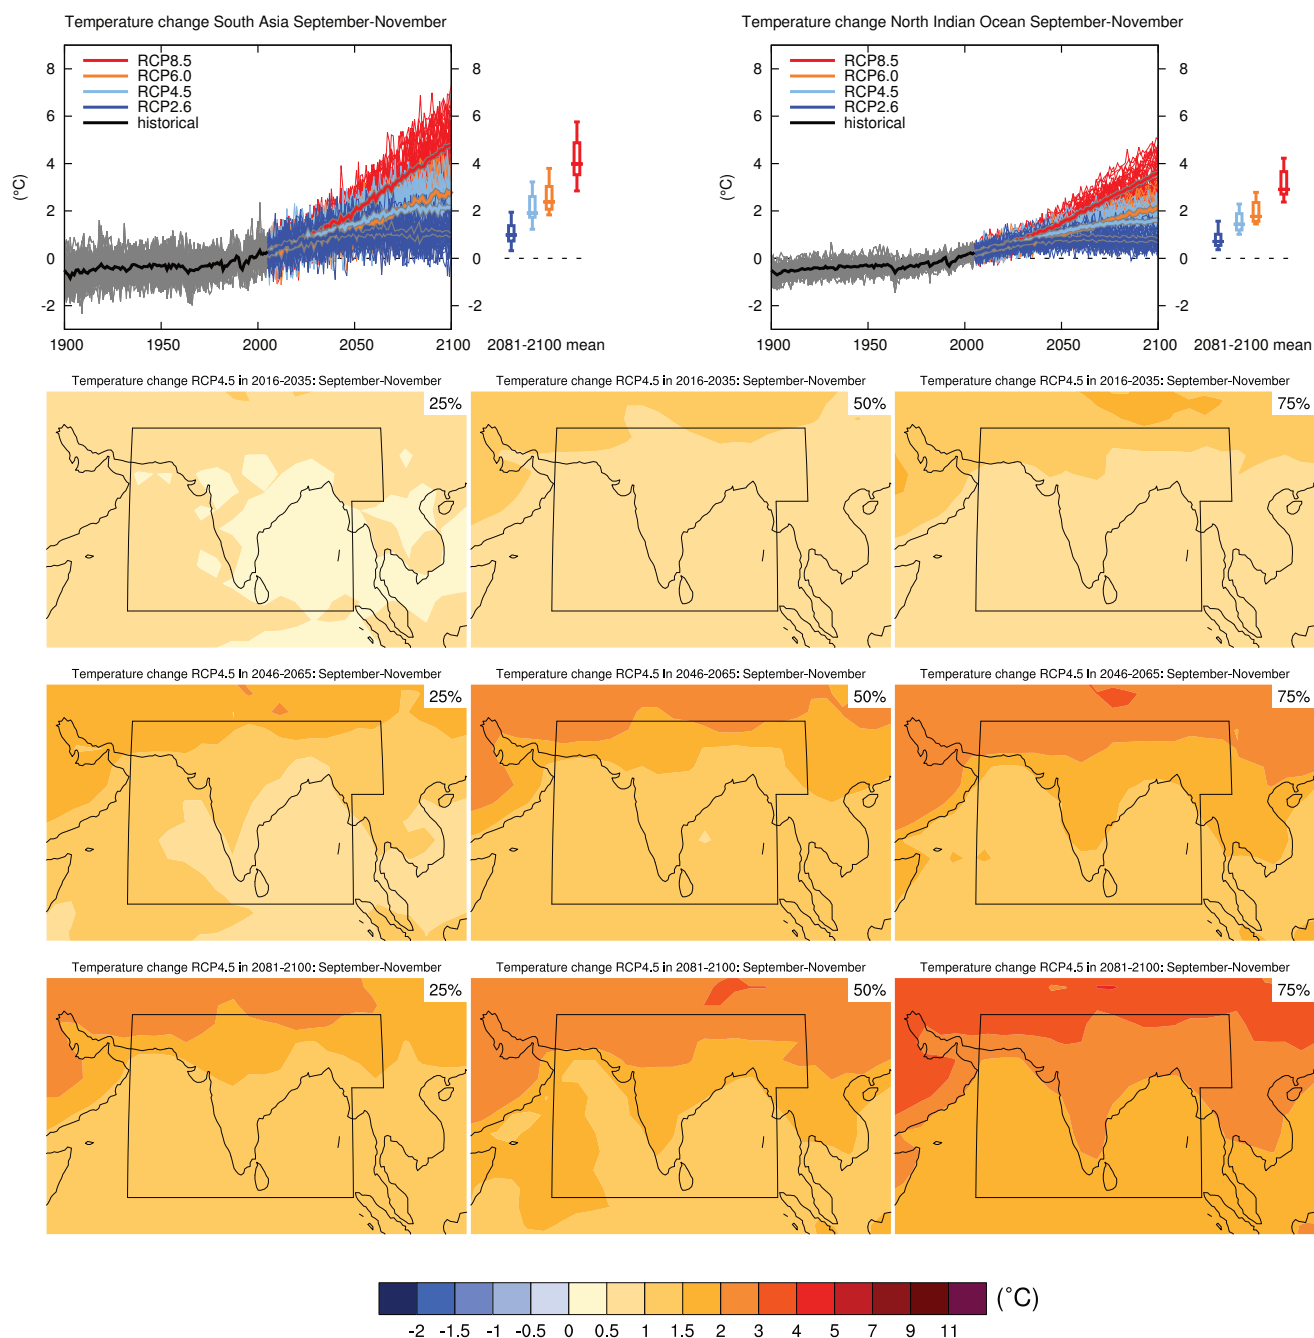 Temperature change South Asia September-November
Temperature change North Indian Ocean September-November
8
6
4
2
0
-2
(°C)
RCP8.5
RCP6.0
RCP4.5
RCP2.6
historical
8
6
4
2
0
-2
1900 1950 2000 2050 2100
2081-2100 mean
8
6
4
2
0
-2
(°C)
RCP8.5
RCP6.0
RCP4.5
RCP2.6
historical
8
6
4
2
0
-2
1900 1950 2000 2050 2100
2081-2100 mean
Temperature change RCP4.5 in 2016-2035: September-November
25%
Temperature change RCP4.5 in 2016-2035: September-November
50%
Temperature change RCP4.5 in 2016-2035: September-November
75%
Temperature change RCP4.5 in 2046-2065: September-November
25%
Temperature change RCP4.5 in 2046-2065: September-November
50%
Temperature change RCP4.5 in 2046-2065: September-November
75%
Temperature change RCP4.5 in 2081-2100: September-November
25%
Temperature change RCP4.5 in 2081-2100: September-November
50%
Temperature change RCP4.5 in 2081-2100: September-November
75%
(°C)
-2 -1.5 -1 -0.5 0 0.5 1 1.5 2 3 4 5 7 9 11